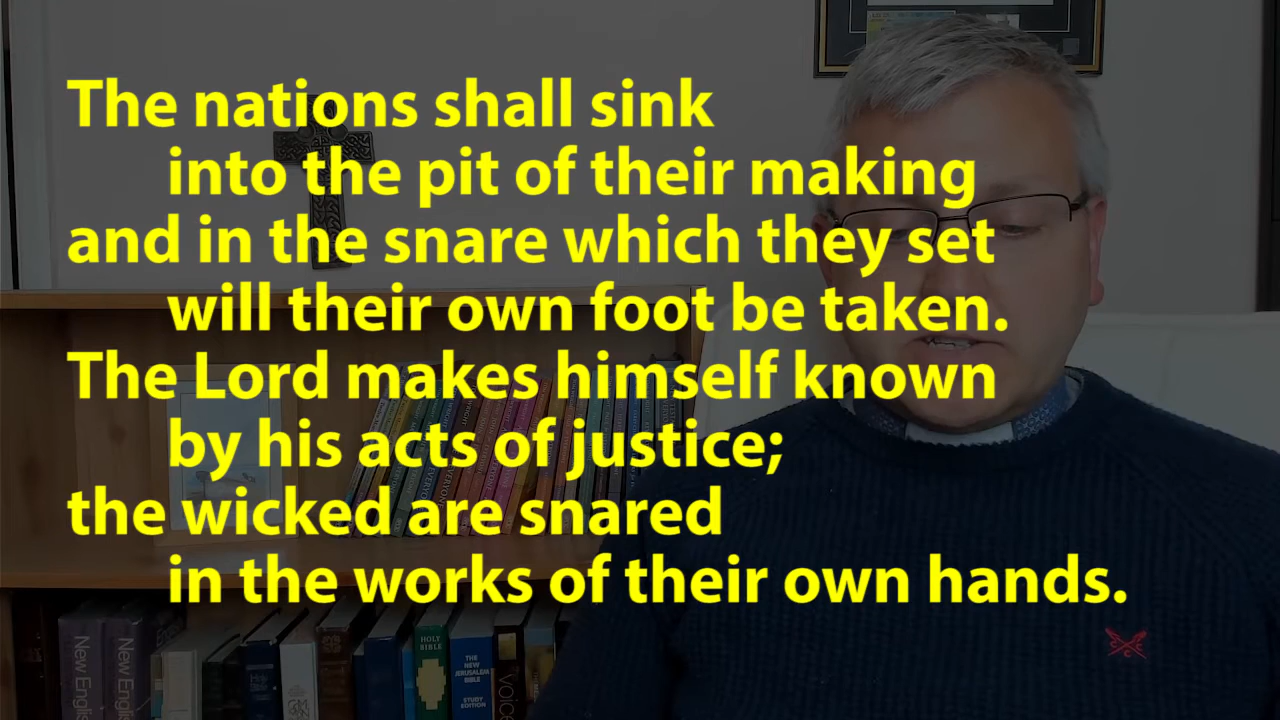 The nations shall sink
into the pit of their making
and in the snare which they set
will their own foot be taken.
The Lord makes himself known
by his acts of justice;
the wicked are snared
in the works of their own hands.
EVERYONE
New Englis
New English
HOLY
BIBLE
THE
NEW
JERUSALEM
BIBLE
STUDY
EDITION